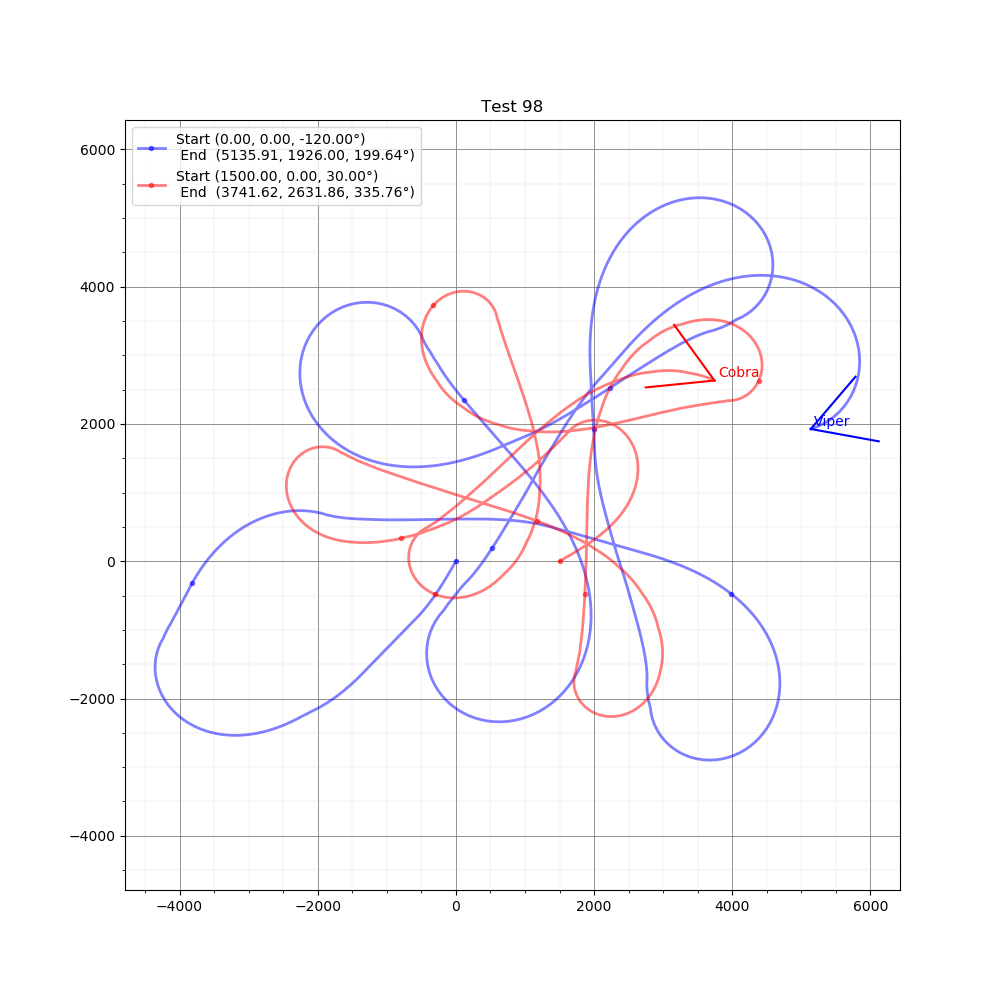 Test 98
Start (0.00, 0.00, -120.00°)
End (5135.91, 1926.00, 199.64°)
Start (1500.00, 0.00, 30.00°)
End (3741.62, 2631.86, 335.76°)
6000
4000
Cobra
Viper
2000
0
−2000
−4000
−4000 −2000 0 2000 4000 6000